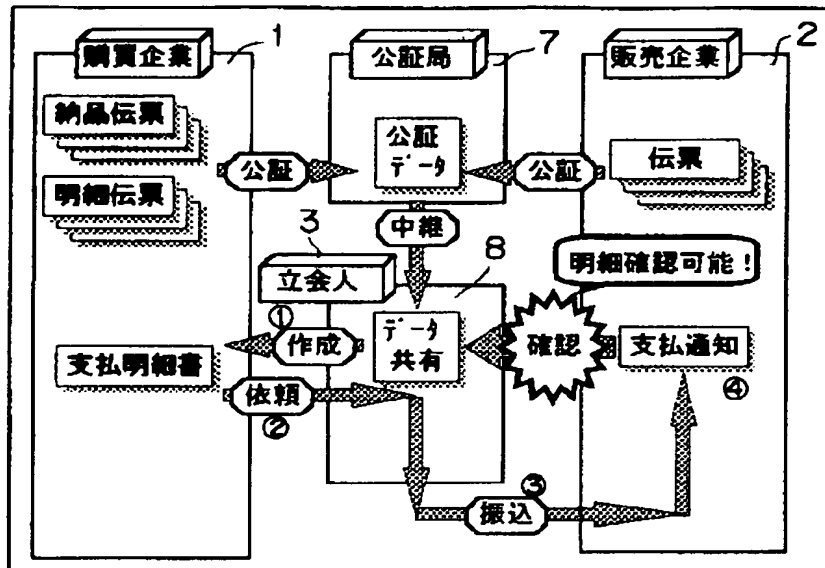 購買企業
1
公証局
7
販売企業
2
納品伝票
明細伝票
公証
公証
データ
公証
伝票
中継
3
立会人
8
明細確認可能!
①
作成
データ
共有
確認
支払通知
④
支払明細書
依頼
②
③
振込